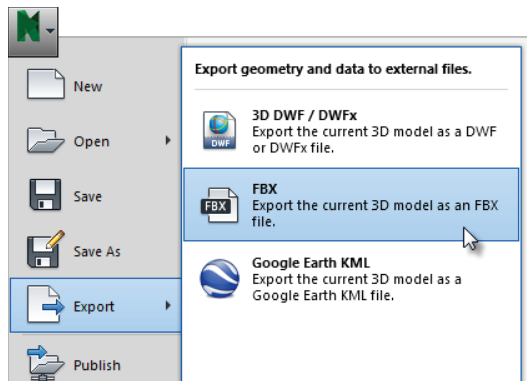 N
New
Open
Save
Save As
Export
Publish
Export geometry and data to external files.
3D DWF / DWFx
Export the current 3D model as a DWF
or DWFx file.
DWF
FBX
Export the current 3D model as an FBX
file.
FBX
Google Earth KML
Export the current 3D model as a
Google Earth KML file.